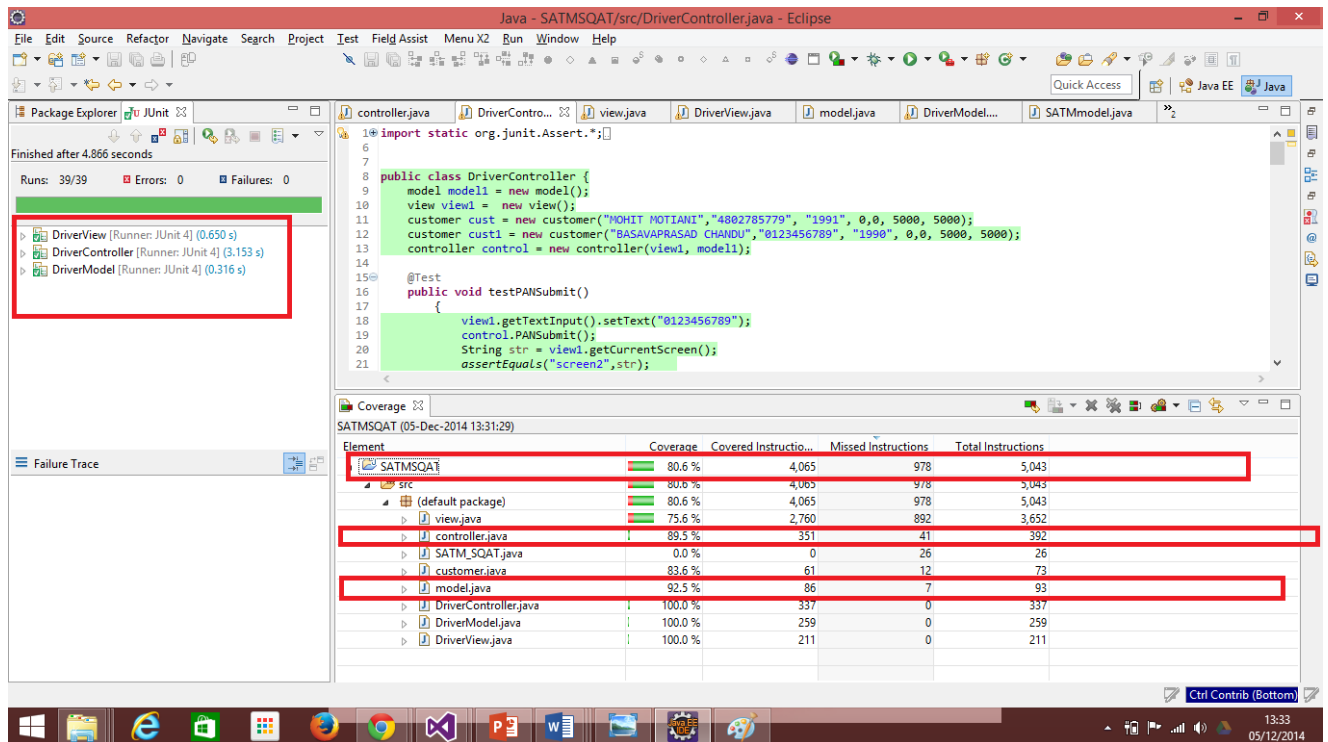 Java - SATMSQAT/src/DriverController.java - Eclipse
File Edit Source Refactor Navigate Search Project Test Field Assist Menu X2 Run Window Help
Quick Access Java EE Java
Package Explorer JUnit
Finished after 4.866 seconds
Runs: 39/39 Errors: 0 Failures: 0
DriverView [Runner: JUnit 4] (0.650 s)
DriverController [Runner: JUnit 4] (3.153 s)
DriverModel [Runner: JUnit 4] (0.316 s)
Failure Trace
controller.java DriverContro... view.java DriverView.java model.java DriverModel.... SATMmodel.java »2
1 import static org.junit.Assert.*;
6
7
8 public class DriverController {
9 model model1 = new model();
10 view view1 = new view();
11 customer cust = new customer("MOHIT MOTIANI","4802785779", "1991", 0,0, 5000, 5000);
12 customer cust1 = new customer("BASAVAPRASAD CHANDU","0123456789", "1990", 0,0, 5000, 5000);
13 controller control = new controller(view1, model1);
14
15 @Test
16 public void testPANSubmit()
17 {
18 view1.getTextInput().setText("0123456789");
19 control.PANSubmit();
20 String str = view1.getCurrentScreen();
21 assertEquals("screen2",str);
Coverage
SATMSQAT (05-Dec-2014 13:31:29)
Element Coverage Covered Instructio... Missed Instructions Total Instructions
SATMSQAT 80.6 % 4,065 978 5,043
src 80.6 % 4,065 978 5,043
(default package) 80.6 % 4,065 978 5,043
view.java 75.6 % 2,760 892 3,652
controller.java 89.5 % 351 41 392
SATM_SQAT.java 0.0 % 0 26 26
customer.java 83.6 % 61 12 73
model.java 92.5 % 86 7 93
DriverController.java 100.0 % 337 0 337
DriverModel.java 100.0 % 259 0 259
DriverView.java 100.0 % 211 0 211
Ctrl Contrib (Bottom)
13:33
05/12/2014